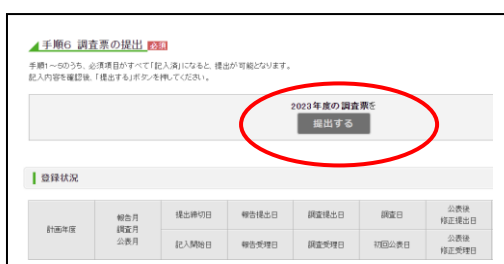 手順6 調査票の提出 必須
手順1～5のうち、必須項目がすべて「記入済」になると、提出が可能となります。
記入内容を確認後、「提出する」ボタンを押してください。
2023年度の調査票を
提出する
登録状況
計画年度
報告月
調査月
公表月
提出締切日
報告提出日
調査提出日
調査日
公表後
修正提出日
記入開始日
報告受理日
調査受理日
初回公表日
公表後
修正受理日